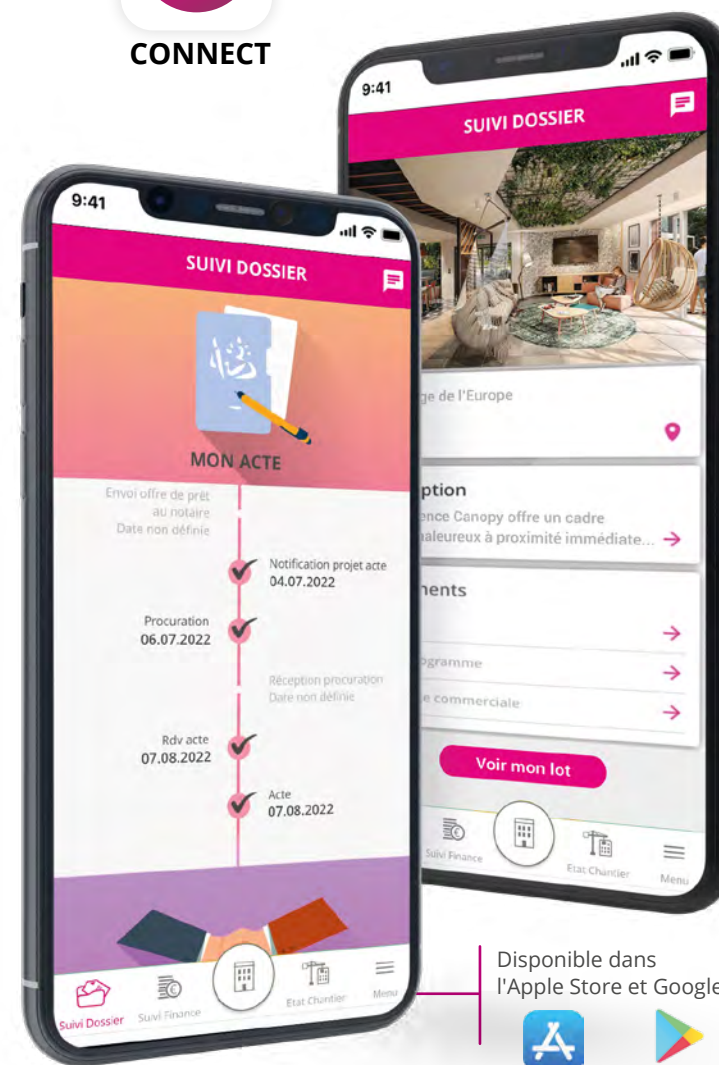 CONNECT
9:41
SUIVI DOSSIER
MON ACTE
Envoi offre de prêt
au notaire
Date non définie
Notification projet acte
04.07.2022
Procuration
06.07.2022
Réception procuration
Dare non définie
Rdv acte
07.08.2022
Acte
07.08.2022
Suivi Dossier
Suivi Finance
Etat Chantier
Menu
9:41
SUIVI DOSSIER
ge de l'Europe
ption
ence Canopy offre un cadre
aleureux à proximité immédiate...
nents
ogramme
e commerciale
Voir mon lot
Suivi Finance
Etat Chantier
Menu
Disponible dans
l'Apple Store et Google